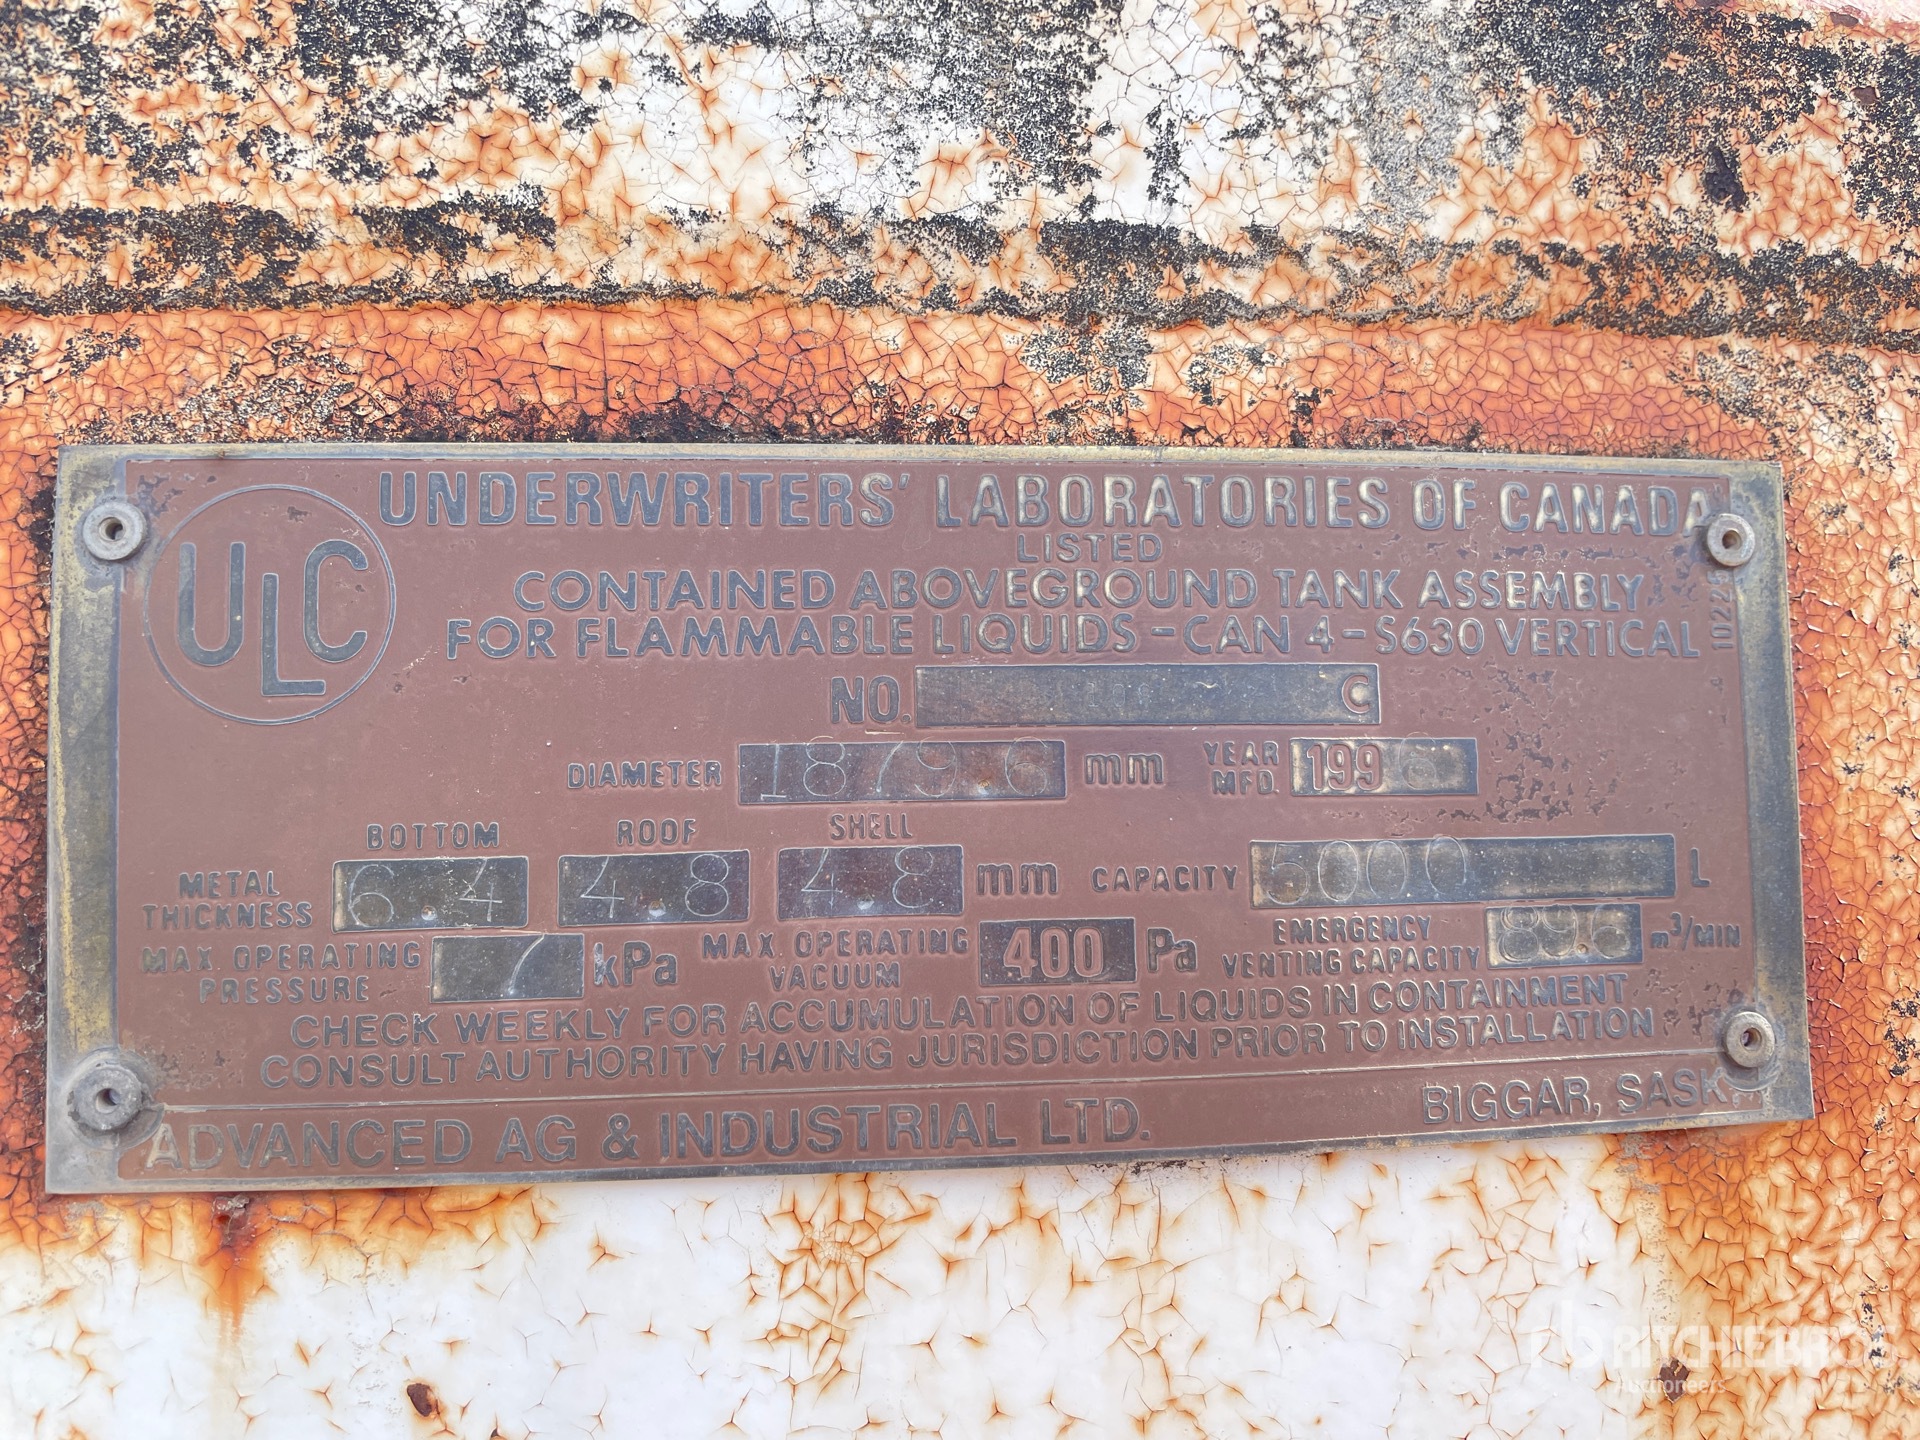 UNDERWRITERS' LABORATORIES OF CANADA
ULC
LISTED
CONTAINED ABOVEGROUND TANK ASSEMBLY
FOR FLAMMABLE LIQUIDS - CAN 4 - S630 VERTICAL
NO. C
DIAMETER 1879.6 mm YEAR MFD. 1996
BOTTOM ROOF SHELL
METAL THICKNESS 6.4 4.8 4.8 mm CAPACITY 5000 L
MAX OPERATING PRESSURE 7 kPa MAX OPERATING VACUUM 400 Pa EMERGENCY VENTING CAPACITY 89.6 m³/MIN
CHECK WEEKLY FOR ACCUMULATION OF LIQUIDS IN CONTAINMENT
CONSULT AUTHORITY HAVING JURISDICTION PRIOR TO INSTALLATION
ADVANCED AG & INDUSTRIAL LTD. BIGGAR, SASK.
rb RITCHIE BROS
Auctioneers